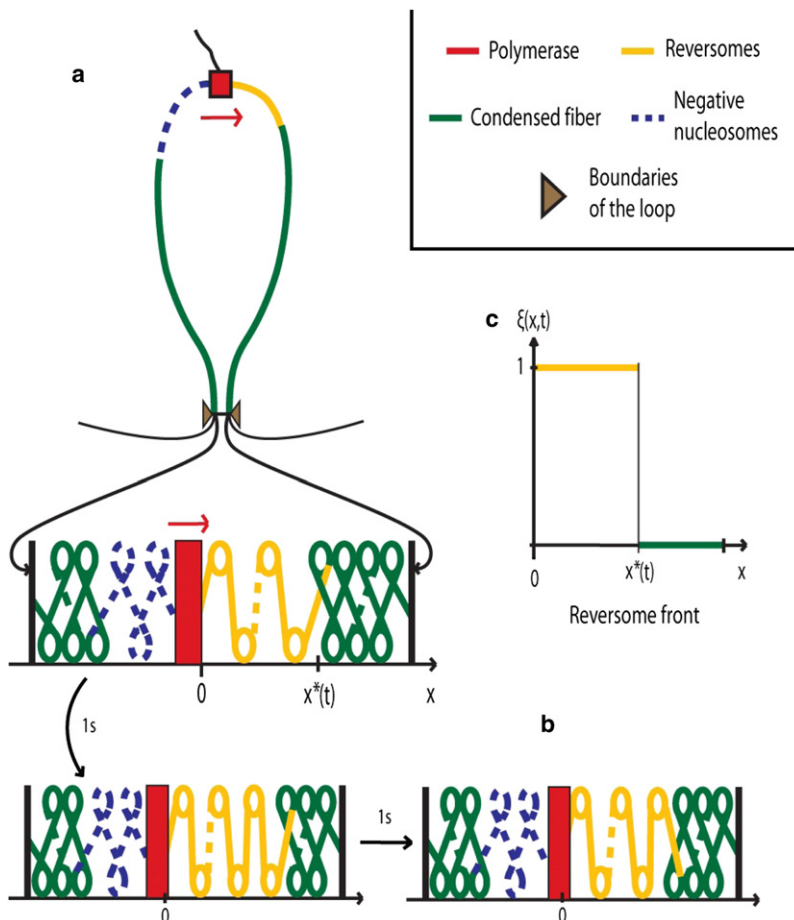 a
Polymerase
Reversomes
Condensed fiber
Negative
nucleosomes
Boundaries
of the loop
c
ξ(x,t)
1
0
x*(t)
x
Reversome front
0
x*(t)
x
1s
b
1s
0
0